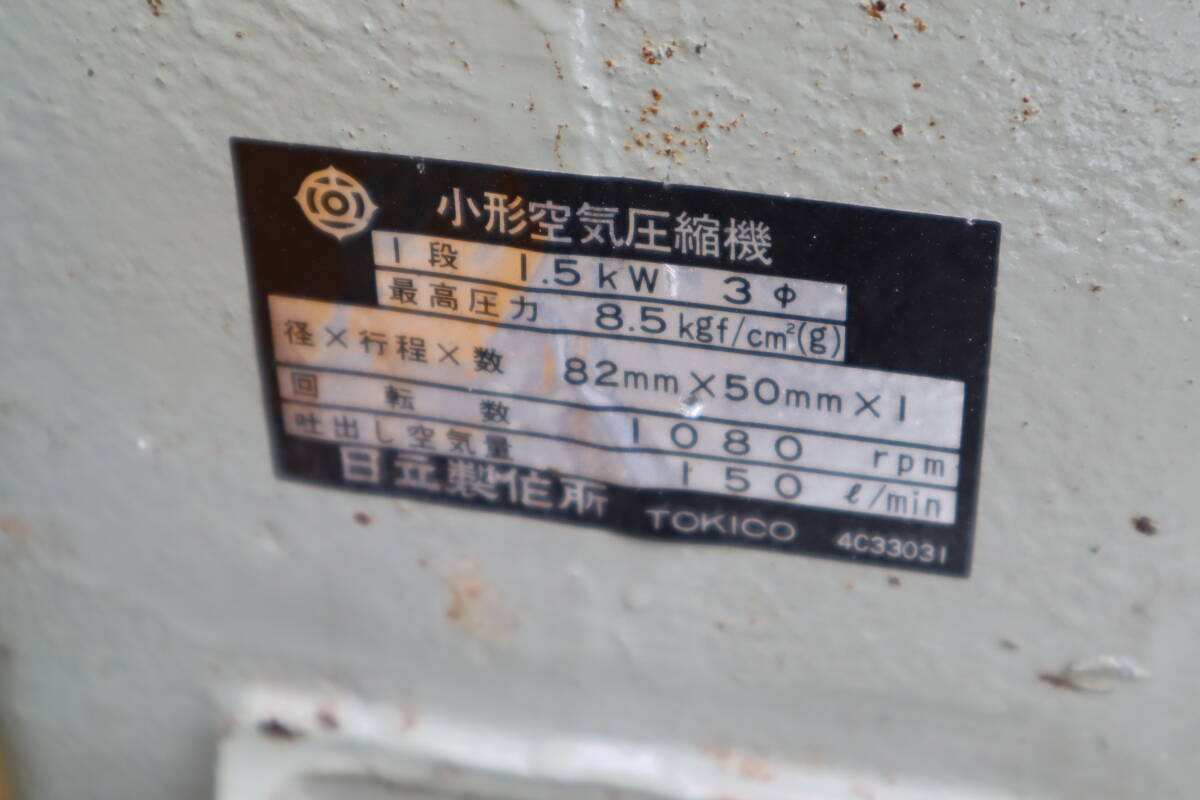 小形空気圧縮機
1段 1.5kW 3φ
最高圧力 8.5kgf/cm²(g)
径×行程×数 82mm×50mm×1
回転数 1080 rpm
吐出し空気量 150 ℓ/min
日立製作所 TOKICO 4C33031